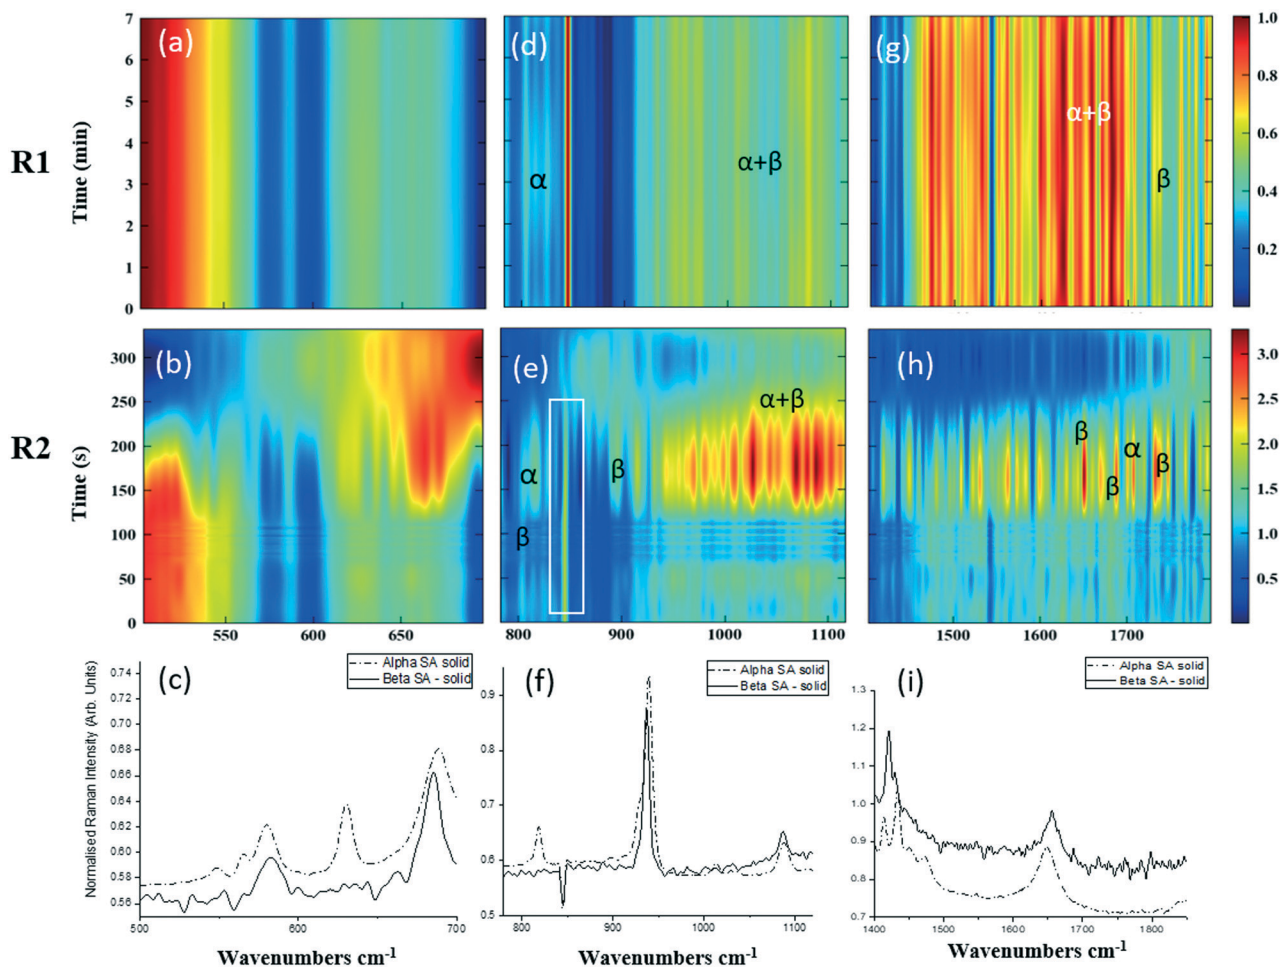 (a)
(d)
(g)
R1
Time (min)
7
6
5
4
3
2
1
0
α
α+β
α+β
β
1.0
0.8
0.6
0.4
0.2
(b)
(e)
(h)
R2
Time (s)
300
250
200
150
100
50
0
550
600
650
α
β
β
α+β
800
900
1000
1100
β
β
α
β
1500
1600
1700
3.0
2.5
2.0
1.5
1.0
0.5
(c)
Alpha SA solid
Beta SA - solid
Normalised Raman Intensity (Arb. Units)
0.74
0.72
0.70
0.68
0.66
0.64
0.62
0.60
0.58
0.56
500
600
700
Wavenumbers cm⁻¹
(f)
Alpha SA solid
Beta SA - solid
0.9
0.8
0.7
0.6
0.5
800
900
1000
1100
Wavenumbers cm⁻¹
(i)
Alpha SA solid
Beta SA - solid
1.3
1.2
1.1
1.0
0.9
0.8
0.7
1400
1500
1600
1700
1800
Wavenumbers cm⁻¹